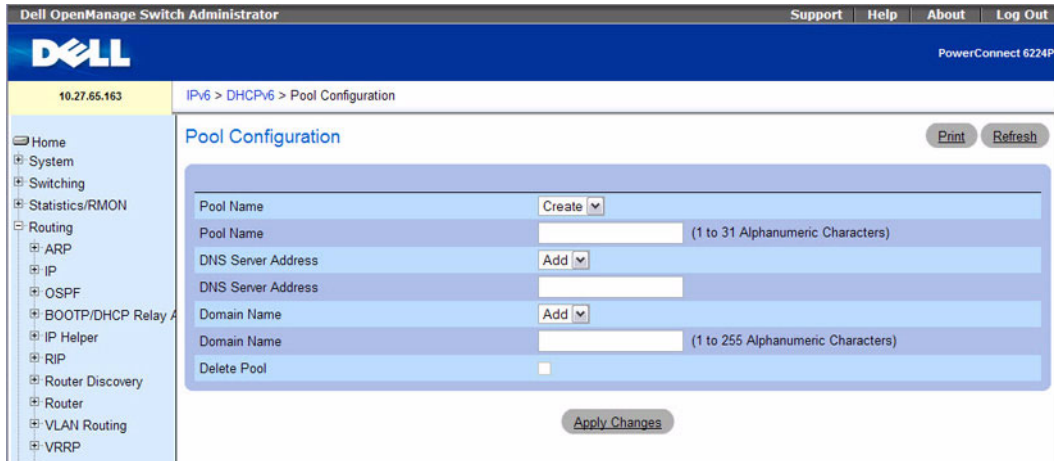 Dell OpenManage Switch Administrator
Support Help About Log Out
DELL
PowerConnect 6224P
10.27.65.163
IPv6 > DHCPv6 > Pool Configuration
Home
System
Switching
Statistics/RMON
Routing
ARP
IP
OSPF
BOOTP/DHCP Relay A
IP Helper
RIP
Router Discovery
Router
VLAN Routing
VRRP
Pool Configuration
Print Refresh
Pool Name Create
Pool Name (1 to 31 Alphanumeric Characters)
DNS Server Address Add
DNS Server Address
Domain Name Add
Domain Name (1 to 255 Alphanumeric Characters)
Delete Pool
Apply Changes